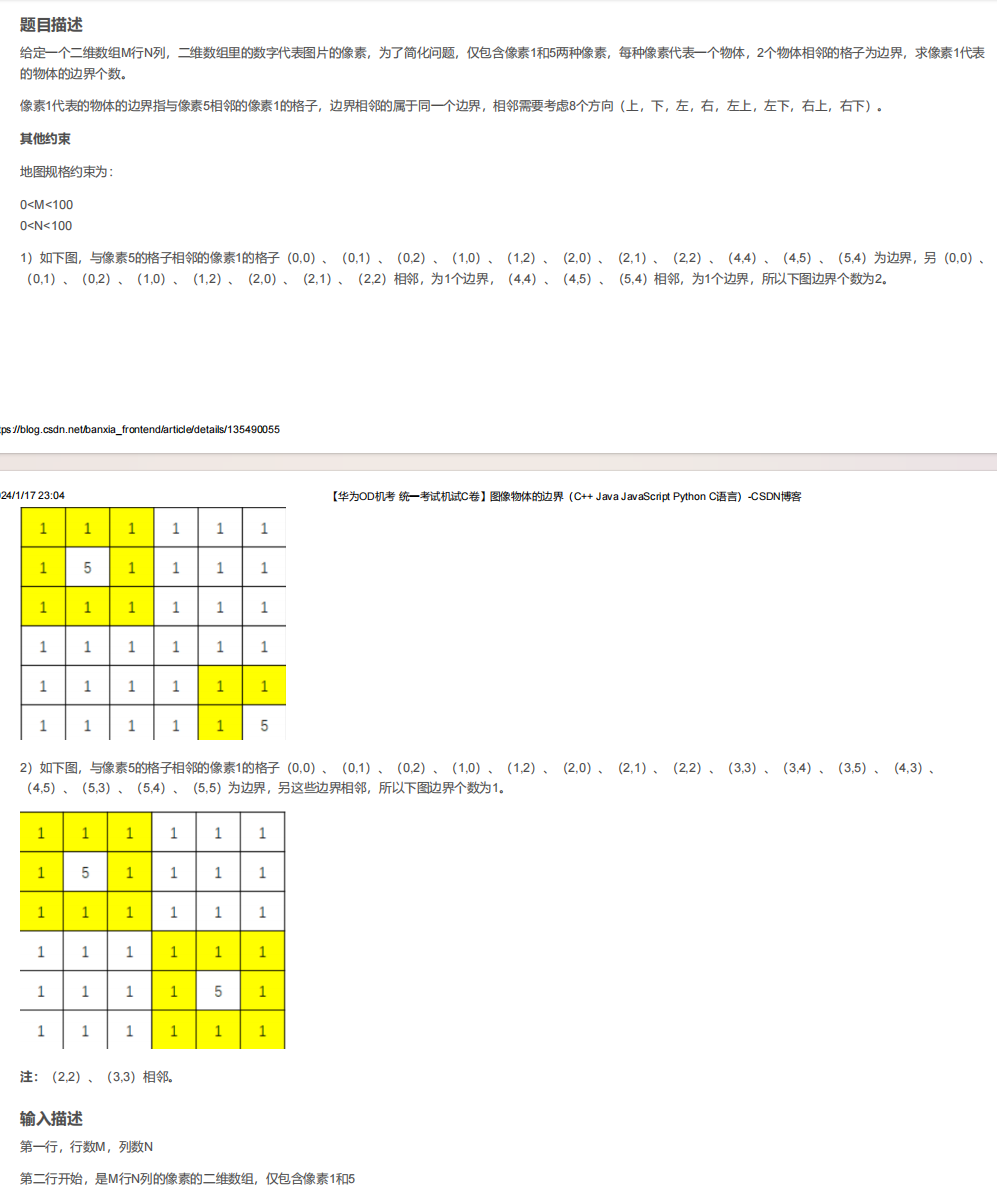 题目描述
给定一个二维数组M行N列，二维数组里的数字代表图片的像素，为了简化问题，仅包含像素1和5两种像素，每种像素代表一个物体，2个物体相邻的格子为边界，求像素1代表
的物体的边界个数。
像素1代表的物体的边界指与像素5相邻的像素1的格子，边界相邻的属于同一个边界，相邻需要考虑8个方向（上，下，左，右，左上，左下，右上，右下）。
其他约束
地图规格约束为：
0<M<100
0<N<100
1）如下图，与像素5的格子相邻的像素1的格子（0,0）、（0,1）、（0,2）、（1,0）、（1,2）、（2,0）、（2,1）、（2,2）、（4,4）、（4,5）、（5,4）为边界，另（0,0）、
（0,1）、（0,2）、（1,0）、（1,2）、（2,0）、（2,1）、（2,2）相邻，为1个边界，（4,4）、（4,5）、（5,4）相邻，为1个边界，所以下图边界个数为2。
ps://blog.csdn.net/banxia_frontend/article/details/135490055
24/1/17 23:04 【华为OD机考 统一考试机试C卷】图像物体的边界（C++ Java JavaScript Python C语言）-CSDN博客
1 1 1 1 1 1
1 5 1 1 1 1
1 1 1 1 1 1
1 1 1 1 1 1
1 1 1 1 1 1
1 1 1 1 1 5
2）如下图，与像素5的格子相邻的像素1的格子（0,0）、（0,1）、（0,2）、（1,0）、（1,2）、（2,0）、（2,1）、（2,2）、（3,3）、（3,4）、（3,5）、（4,3）、
（4,5）、（5,3）、（5,4）、（5,5）为边界，另这些边界相邻，所以下图边界个数为1。
1 1 1 1 1 1
1 5 1 1 1 1
1 1 1 1 1 1
1 1 1 1 1 1
1 1 1 1 5 1
1 1 1 1 1 1
注：（2,2）、（3,3）相邻。
输入描述
第一行，行数M，列数N
第二行开始，是M行N列的像素的二维数组，仅包含像素1和5